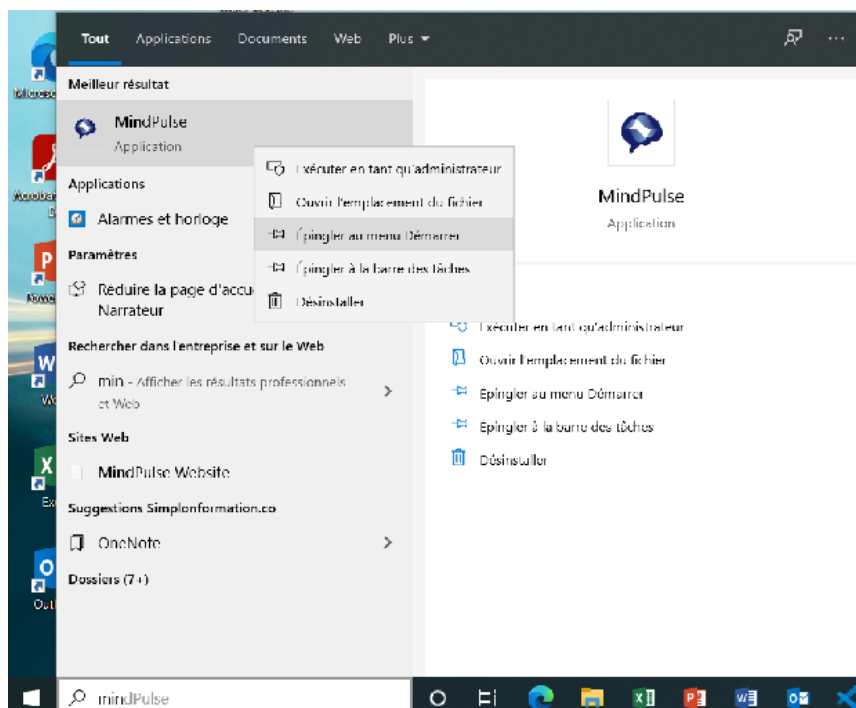 Tout Applications Documents Web Plus
Meilleur résultat
MindPulse
Application
Exécuter en tant qu'administrateur
Ouvrir l'emplacement du fichier
Épingler au menu Démarrer
Épingler à la barre des tâches
Désinstaller
Applications
Alarmes et horloge
Paramètres
Réduire la page d'accu
Narrateur
Rechercher dans l'entreprise et sur le Web
min - Afficher les résultats professionnels
et Web
Sites Web
MindPulse Website
Suggestions Simplonformation.co
OneNote
Dossiers (7+)
MindPulse
Application
Exécuter en tant qu'administrateur
Ouvrir l'emplacement du fichier
Épingler au menu Démarrer
Épingler à la barre des tâches
Désinstaller
mindPulse